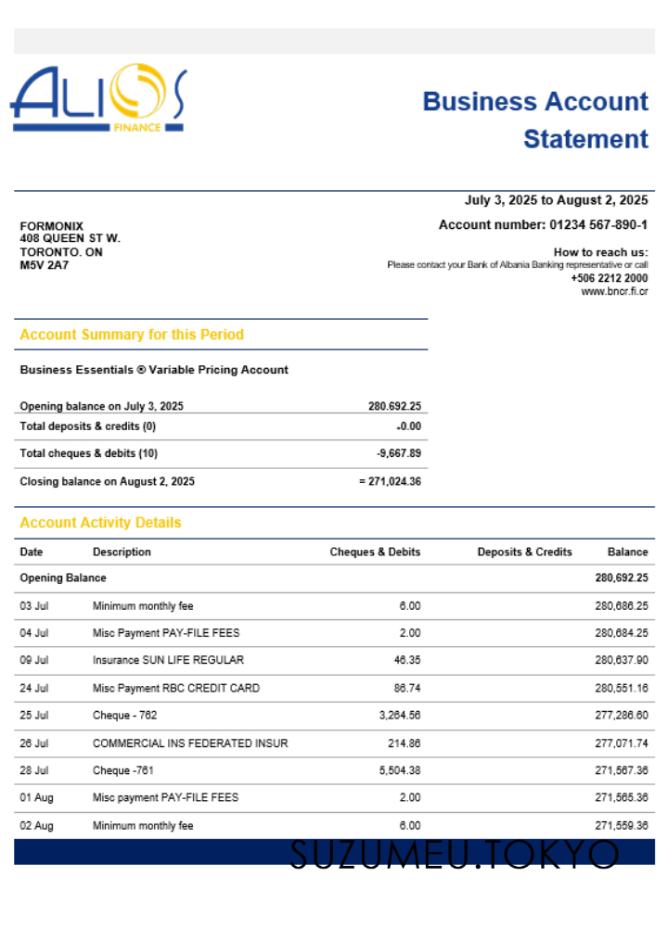 ALIOS
FINANCE
Business Account
Statement
July 3, 2025 to August 2, 2025
FORMONIX
408 QUEEN ST W.
TORONTO. ON
M5V 2A7
Account number: 01234 567-890-1
How to reach us:
Please contact your Bank of Albania Banking representative or call
+506 2212 2000
www.bncr.fi.cr
Account Summary for this Period
Business Essentials ® Variable Pricing Account
Opening balance on July 3, 2025 280.692.25
Total deposits & credits (0) -0.00
Total cheques & debits (10) -9,667.89
Closing balance on August 2, 2025 = 271,024.36
Account Activity Details
Date Description Cheques & Debits Deposits & Credits Balance
Opening Balance 280,692.25
03 Jul Minimum monthly fee 6.00 280,686.25
04 Jul Misc Payment PAY-FILE FEES 2.00 280,684.25
09 Jul Insurance SUN LIFE REGULAR 46.35 280,637.90
24 Jul Misc Payment RBC CREDIT CARD 86.74 280,551.16
25 Jul Cheque - 762 3,264.56 277,286.60
26 Jul COMMERCIAL INS FEDERATED INSUR 214.86 277,071.74
28 Jul Cheque -761 5,504.38 271,567.36
01 Aug Misc payment PAY-FILE FEES 2.00 271,565.36
02 Aug Minimum monthly fee 6.00 271,559.36
SUZUMEU.TOKYO